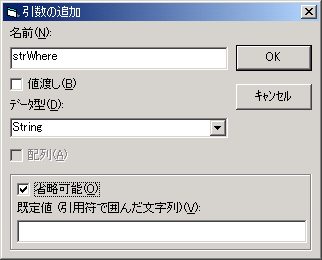 引数の追加
名前(N):
strWhere
OK
値渡し(B)
キャンセル
データ型(D):
String
配列(A)
省略可能(O)
既定値 (引用符で囲んだ文字列)(V):